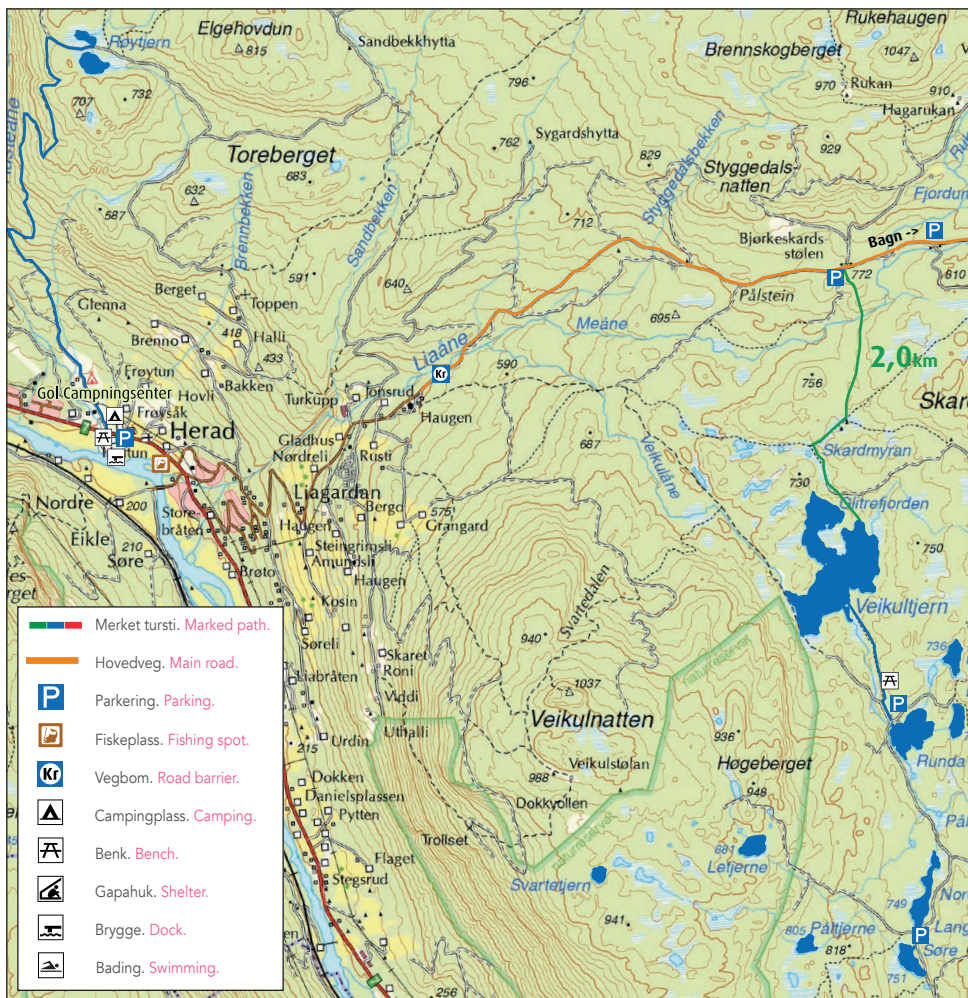 Rukehaugen
Elgehovdun
815
Røytjern
Sandbekkhytta
Brennskogberget
1047
796
970
Rukan
910
Hagarukan
707
732
762
Sygardshytta
829
929
Toreberget
683
632
587
Styggedals-
natten
Styggedalsbekken
Brennbekken
Sandbekken
712
Fjordun
Bjørkeskards
stølen
Bagn ->
P
P
772
810
591
640
Berget
Toppen
Glenna
418
Brenno
Halli
433
Liaåne
Meåne
695
Pålstein
2,0km
Kr
590
756
Frøytun
Hovli
Bakken
Turkupp
Jonsrud
Haugen
Gol Campningsenter
Frøysåk
P
Herad
Gladhus
Nordreli
Rusti
687
Veikulåne
Skardmyran
730
Glitrefjorden
Nordre
200
Eikle
Søre
210
Store-
bråten
Brøto
Liagardan
Bergo
575
Grangard
Haugen
Steingrimsli
Amundsli
Haugen
750
Kosin
Svartedalen
Veikultjern
736
Søreli
940
Skaret
Roni
Liabråten
Viddi
1037
P
Veikulnatten
Uthalli
Urdin
215
936
Runda
Høgeberget
Veikulstølan
988
948
Dokken
Danielsplassen
Pytten
Dokkvollen
Trollset
naturreservat
681
Letjerne
Flaget
Stegsrud
Svartetjern
749
941
805
Påltjerne
818
P
Lang
Søre
751
256
Merket tursti. Marked path.
Hovedveg. Main road.
P Parkering. Parking.
Fiskeplass. Fishing spot.
Kr Vegbom. Road barrier.
Campingplass. Camping.
Benk. Bench.
Gapahuk. Shelter.
Brygge. Dock.
Bading. Swimming.